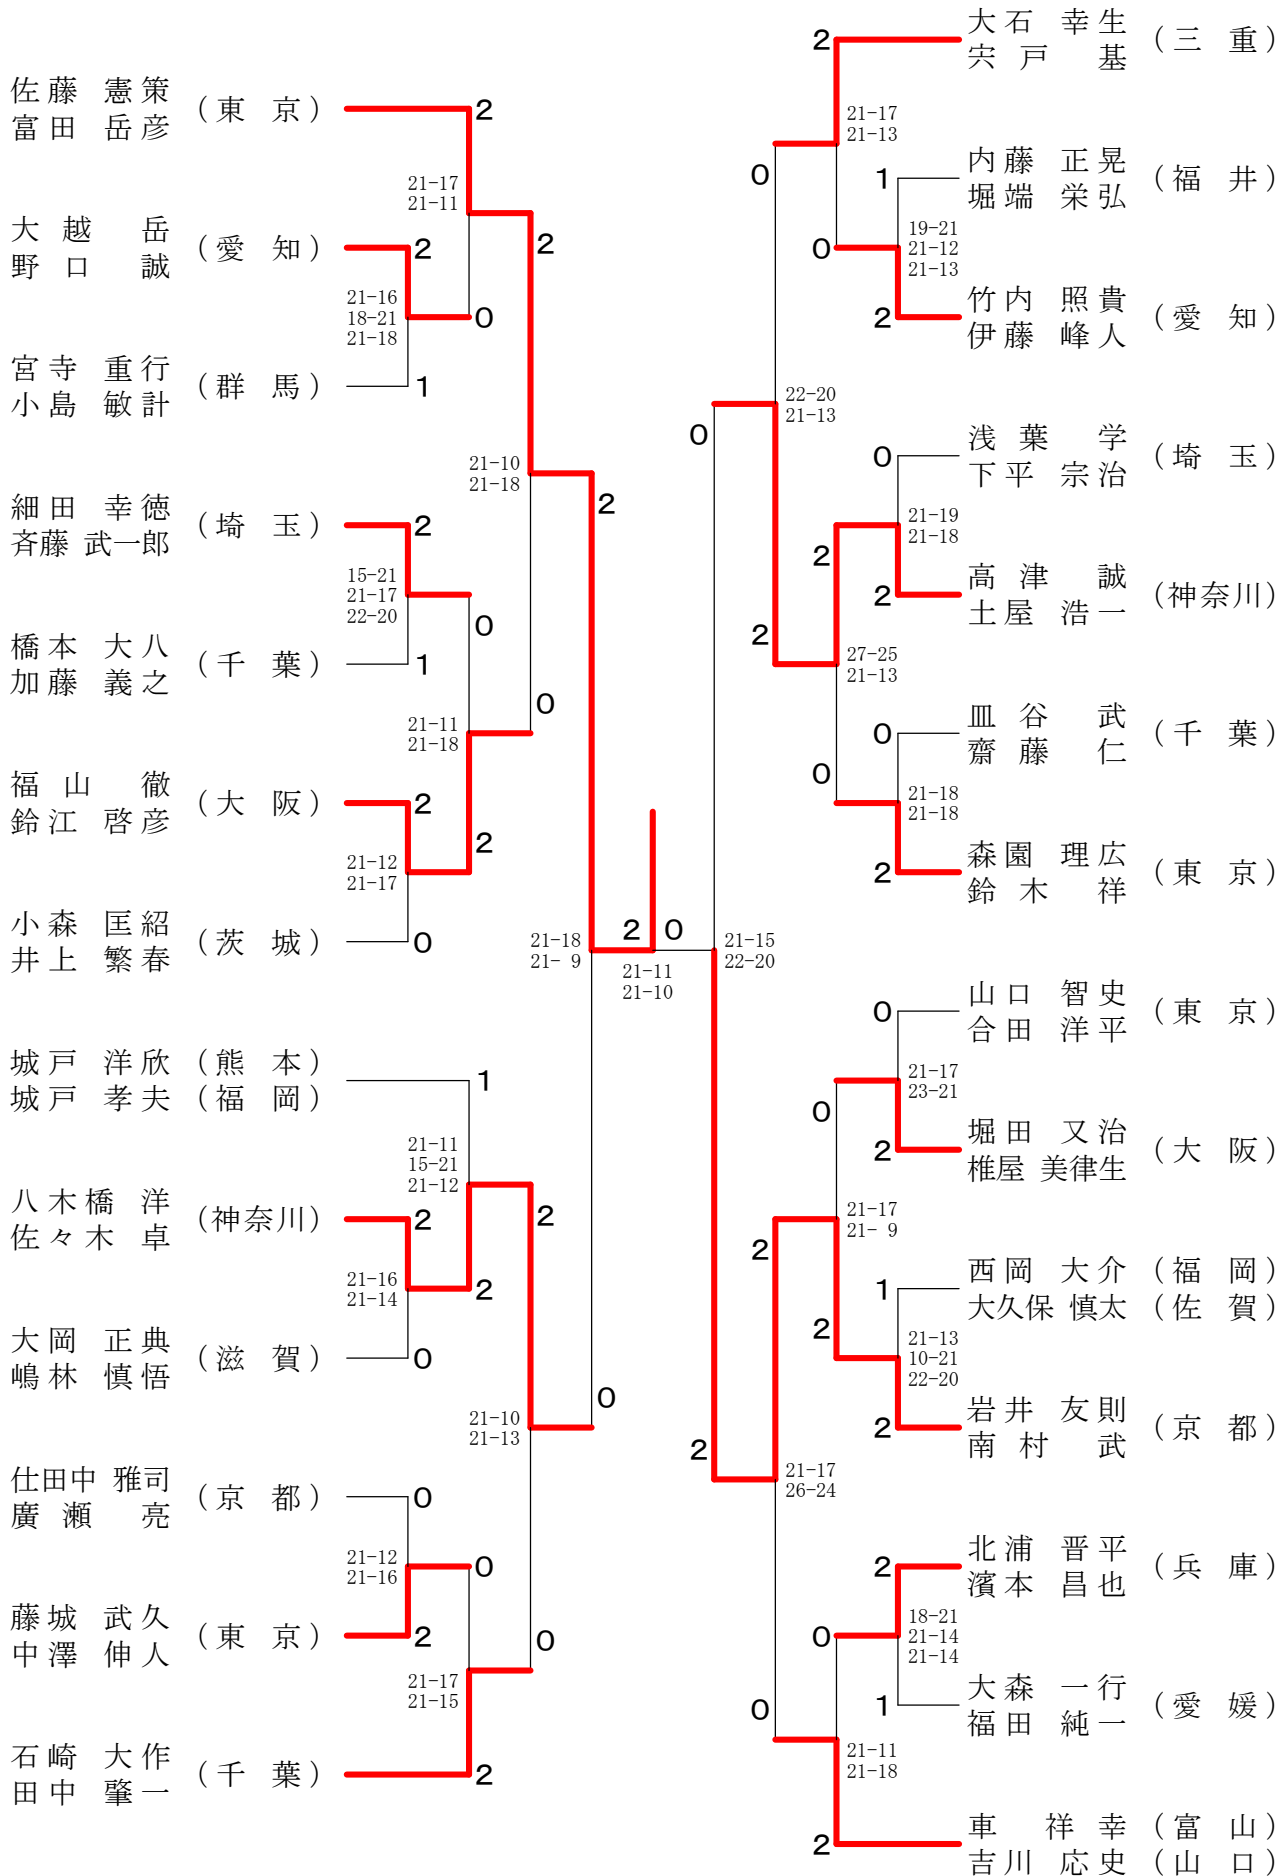 佐藤 憲策
富田 岳彦
(東 京)
2
21-17
21-11
大越 岳
野口 誠
(愛 知)
2
21-16
18-21
21-18
0
宮寺 重行
小島 敏計
(群 馬)
1
2
21-10
21-18
細田 幸徳
斉藤 武一郎
(埼 玉)
2
15-21
21-17
22-20
0
橋本 大八
加藤 義之
(千 葉)
1
21-11
21-18
0
福山 徹
鈴江 啓彦
(大 阪)
2
21-12
21-17
2
小森 匡紹
井上 繁春
(茨 城)
0
2
21-18
21- 9
城戸 洋欣 (熊 本)
城戸 孝夫 (福 岡)
1
21-11
15-21
21-12
八木橋 洋
佐々木 卓
(神奈川)
2
21-16
21-14
2
大岡 正典
嶋林 慎悟
(滋 賀)
0
2
21-10
21-13
0
仕田中 雅司
廣瀬 亮
(京 都)
0
21-12
21-16
0
藤城 武久
中澤 伸人
(東 京)
2
21-17
21-15
0
石崎 大作
田中 肇一
(千 葉)
2
2 0
21-11
21-10
2
大石 幸生
宍戸 基
(三 重)
21-17
21-13
0
1
内藤 正晃
堀端 栄弘
(福 井)
19-21
21-12
21-13
0
2
竹内 照貴
伊藤 峰人
(愛 知)
22-20
21-13
0
0
浅葉 学
下平 宗治
(埼 玉)
21-19
21-18
2
2
高津 誠
土屋 浩一
(神奈川)
2
27-25
21-13
0
皿谷 武
齋藤 仁
(千 葉)
0
21-18
21-18
2
森園 理広
鈴木 祥
(東 京)
21-15
22-20
0
山口 智史
合田 洋平
(東 京)
21-17
23-21
0
2
堀田 又治
椎屋 美律生
(大 阪)
21-17
21- 9
2
1
西岡 大介 (福 岡)
大久保 慎太 (佐 賀)
2
21-13
10-21
22-20
2
岩井 友則
南村 武
(京 都)
2
21-17
26-24
2
北浦 晋平
濱本 昌也
(兵 庫)
0
18-21
21-14
21-14
1
大森 一行
福田 純一
(愛 媛)
0
21-11
21-18
2
車 祥幸 (富 山)
吉川 応史 (山 口)